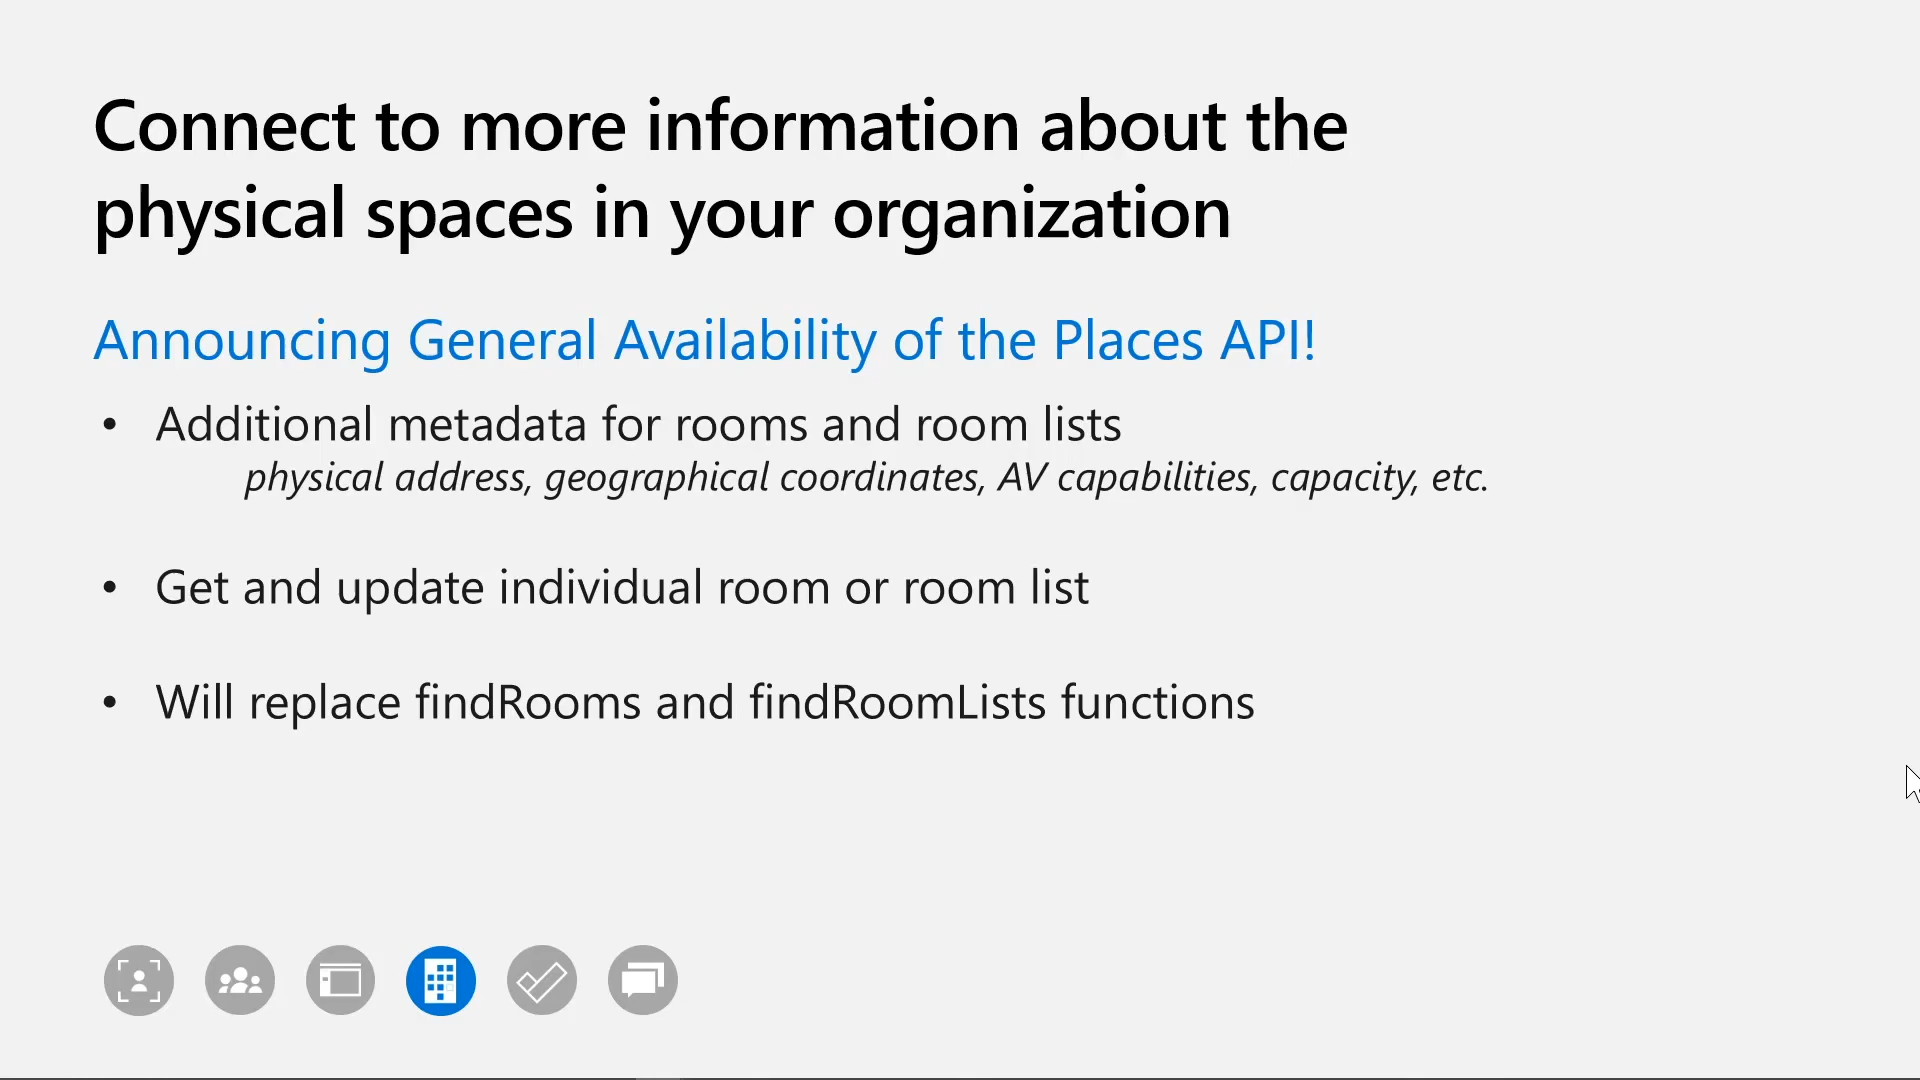 Connect to more information about the
physical spaces in your organization
Announcing General Availability of the Places API!
• Additional metadata for rooms and room lists
physical address, geographical coordinates, AV capabilities, capacity, etc.
• Get and update individual room or room list
• Will replace findRooms and findRoomLists functions